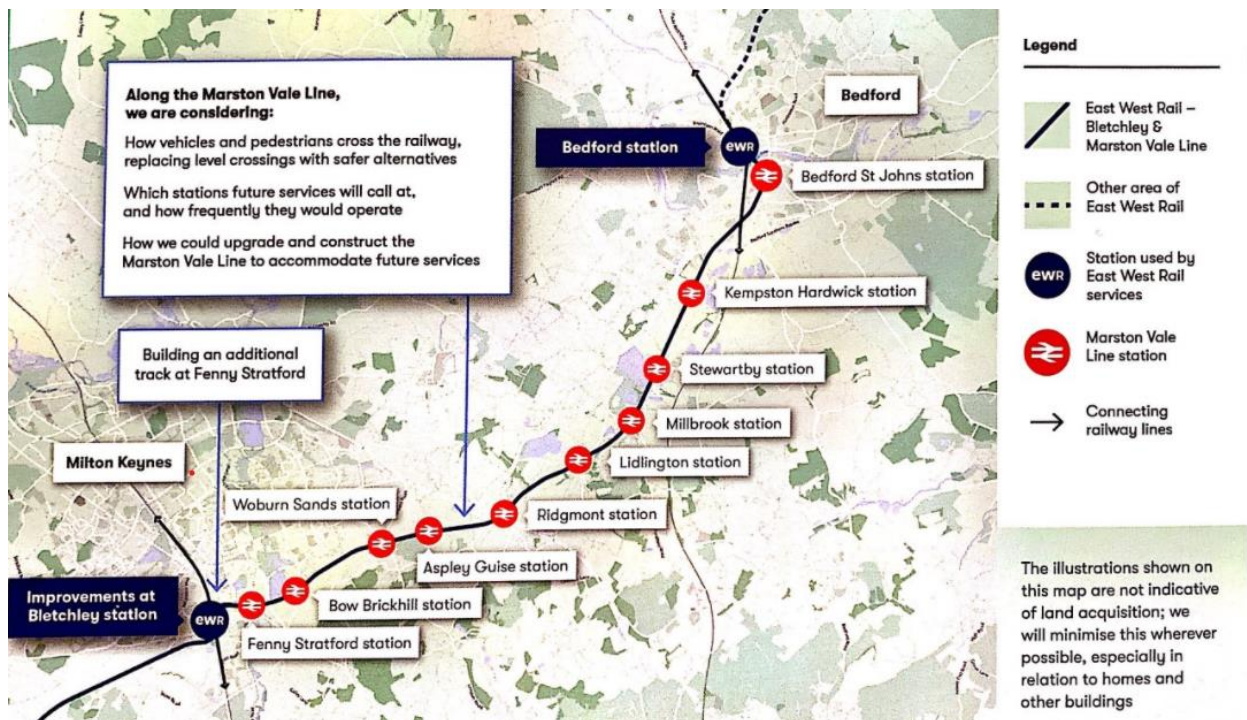 Along the Marston Vale Line,
we are considering:
How vehicles and pedestrians cross the railway,
replacing level crossings with safer alternatives
Which stations future services will call at,
and how frequently they would operate
How we could upgrade and construct the
Marston Vale Line to accommodate future services
Building an additional
track at Fenny Stratford
Bedford
Bedford station
ewR
Bedford St Johns station
Kempston Hardwick station
Stewartby station
Millbrook station
Lidlington station
Ridgmont station
Milton Keynes
Woburn Sands station
Aspley Guise station
Bow Brickhill station
Improvements at
Bletchley station
ewR
Fenny Stratford station
Legend
East West Rail –
Bletchley &
Marston Vale Line
Other area of
East West Rail
ewR
Station used by
East West Rail
services
Marston Vale
Line station
Connecting
railway lines
The illustrations shown on
this map are not indicative
of land acquisition; we
will minimise this wherever
possible, especially in
relation to homes and
other buildings